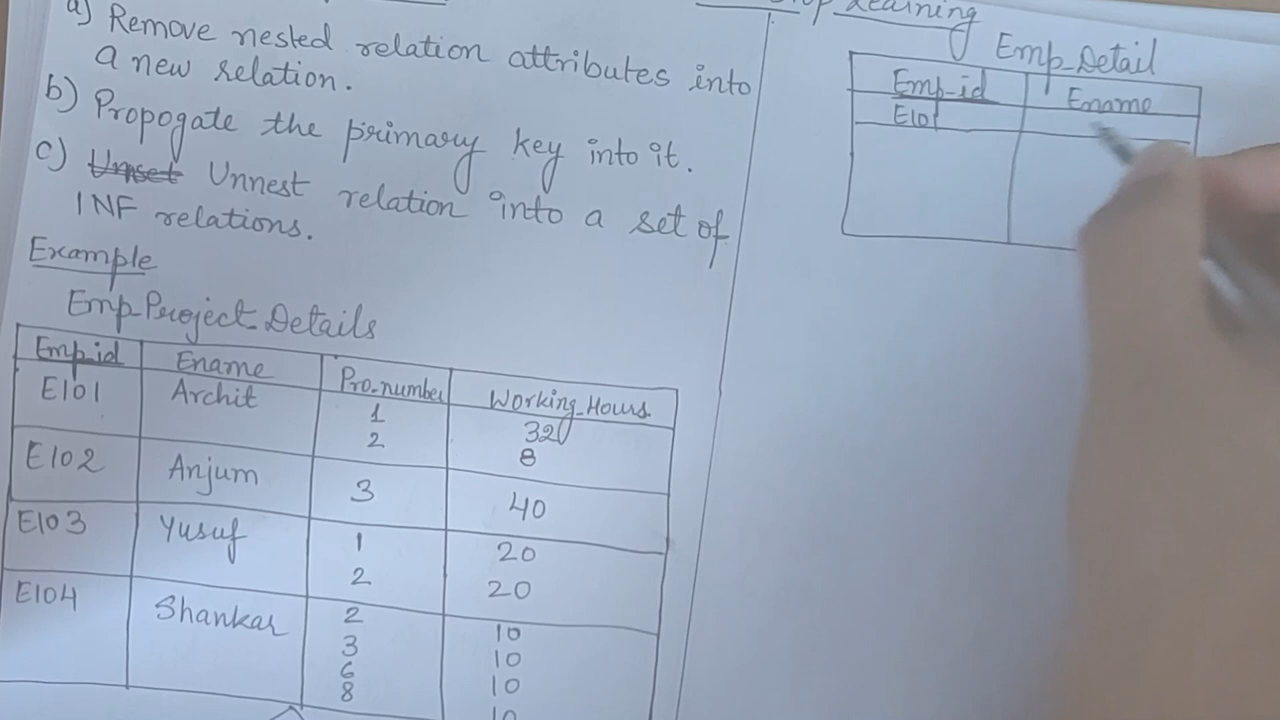 a) Remove nested relation attributes into
a new relation.
b) Propogate the primary key into it.
c) Unnest relation into a set of
1NF relations.
Example
Emp_Project_Details
Emp_id Ename Pro_number Working_Hours
E101 Archit 1 32
2 8
E102 Anjum 3 40
E103 Yusuf 1 20
2 20
E104 Shankar 2 10
3 10
6 10
8 10
Learning
Emp_Detail
Emp_id Ename
E101